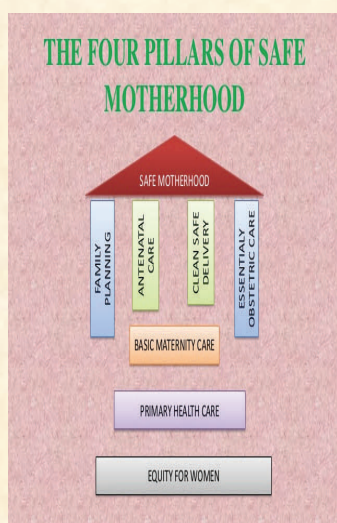 THE FOUR PILLARS OF SAFE
MOTHERHOOD
SAFE MOTHERHOOD
FAMILY
PLANNING
ANTENATAL
CARE
CLEAN SAFE
DELIVERY
ESSENTIALY
OBSTETRIC CARE
BASIC MATERNITY CARE
PRIMARY HEALTH CARE
EQUITY FOR WOMEN